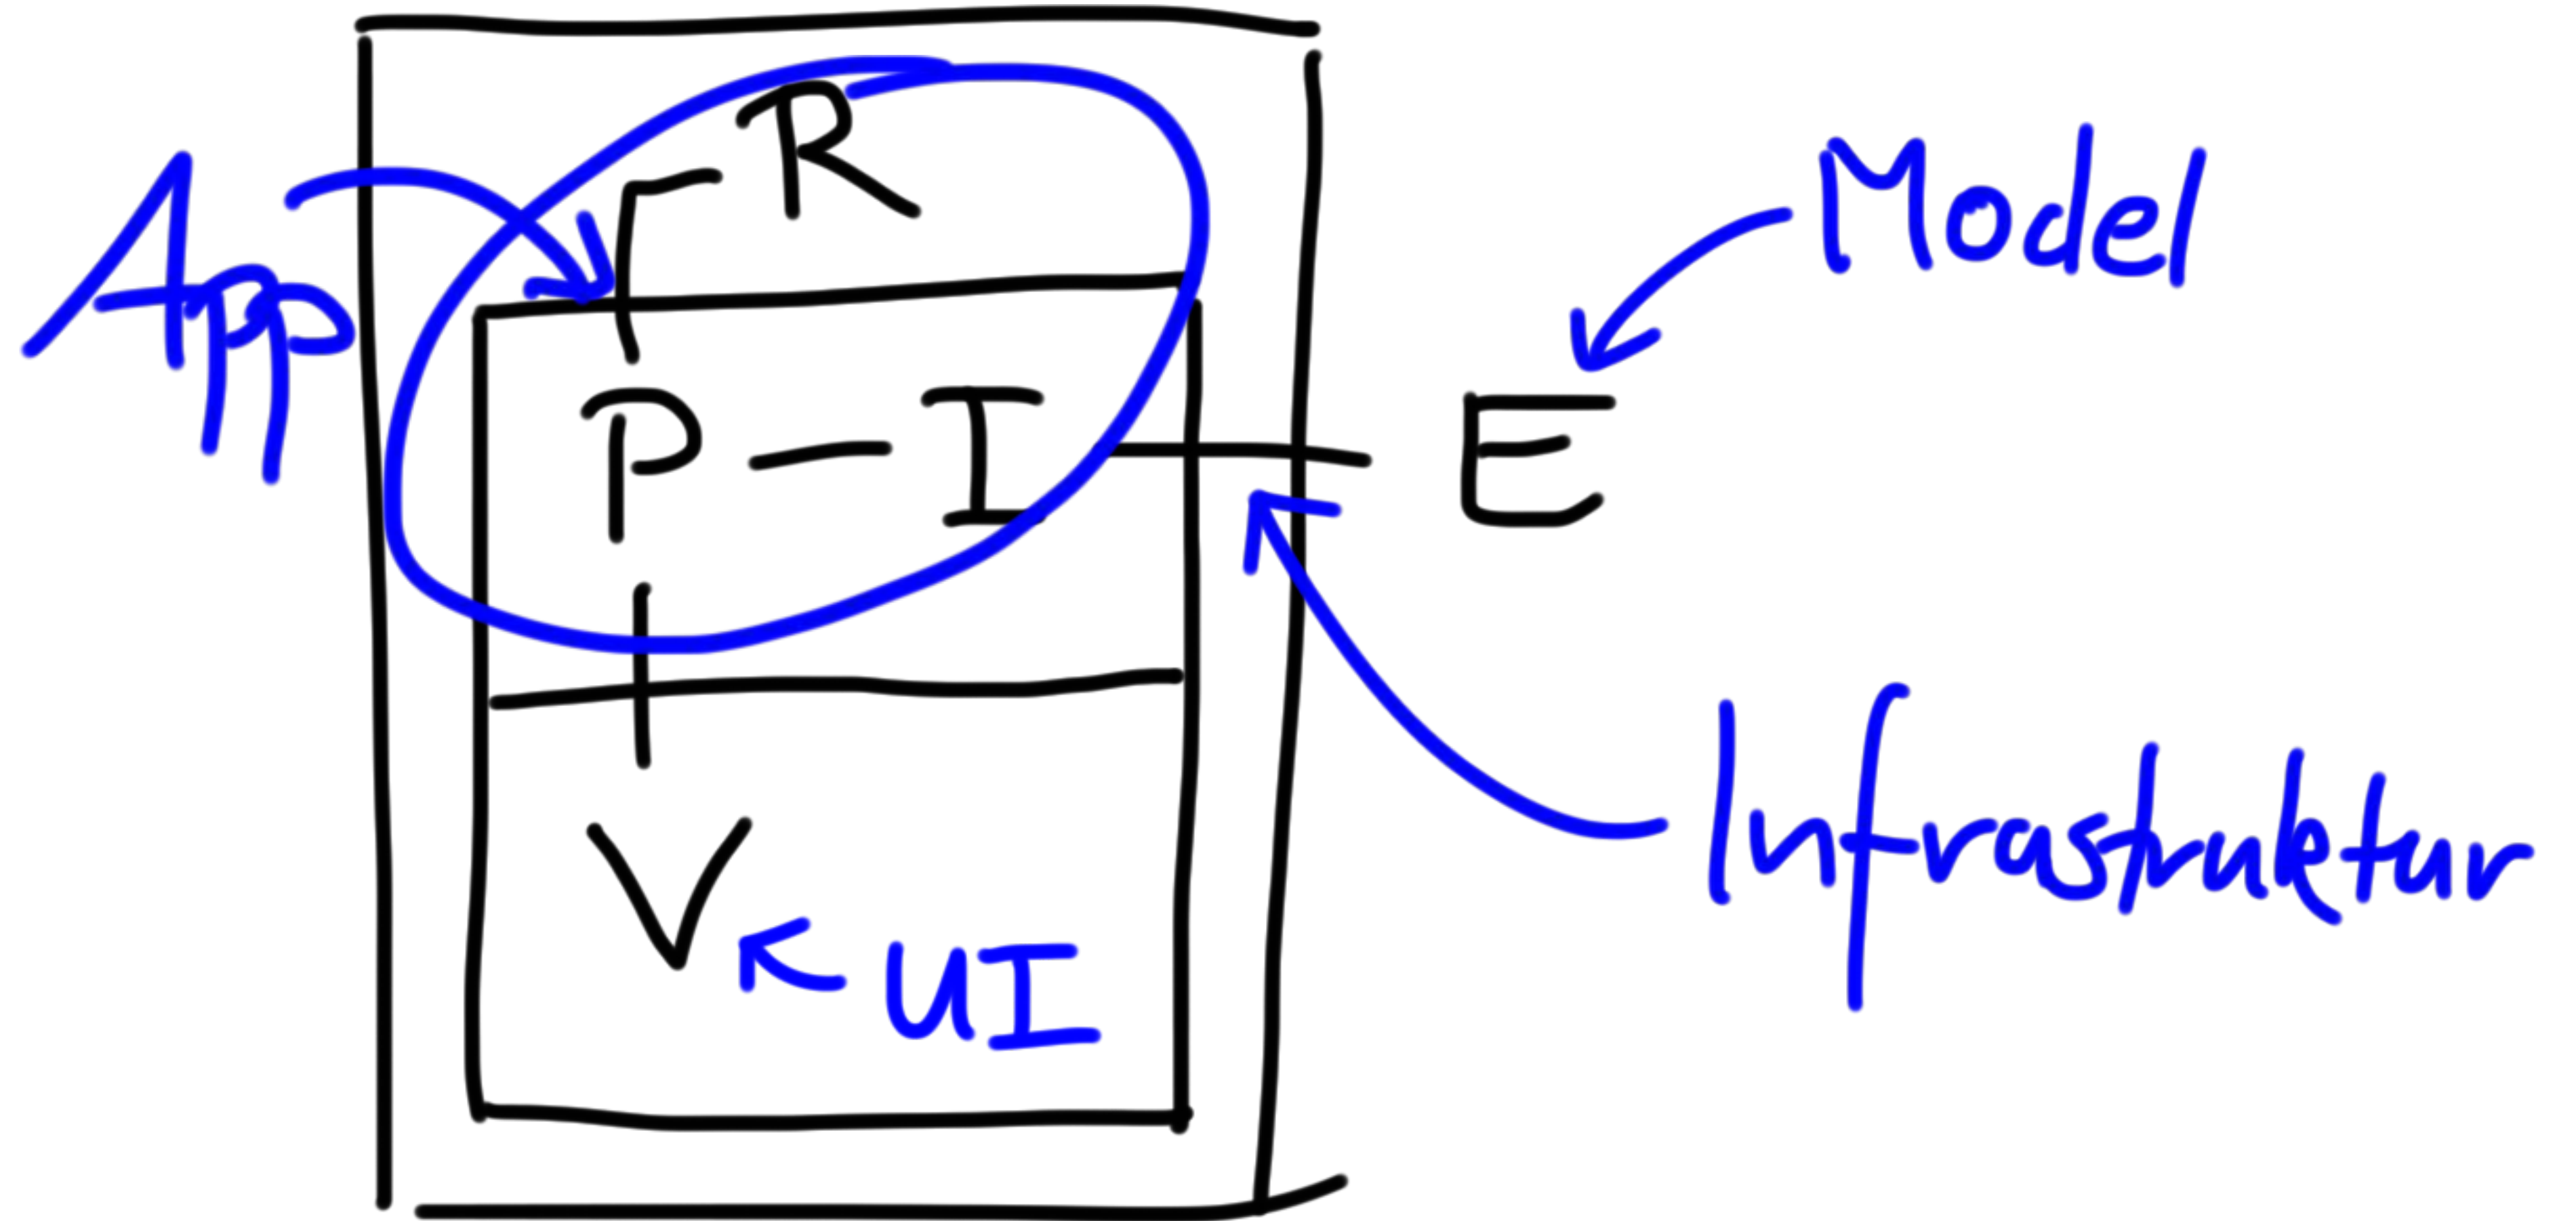 R
App
Model
P – I
E
V
UI
Infrastruktur